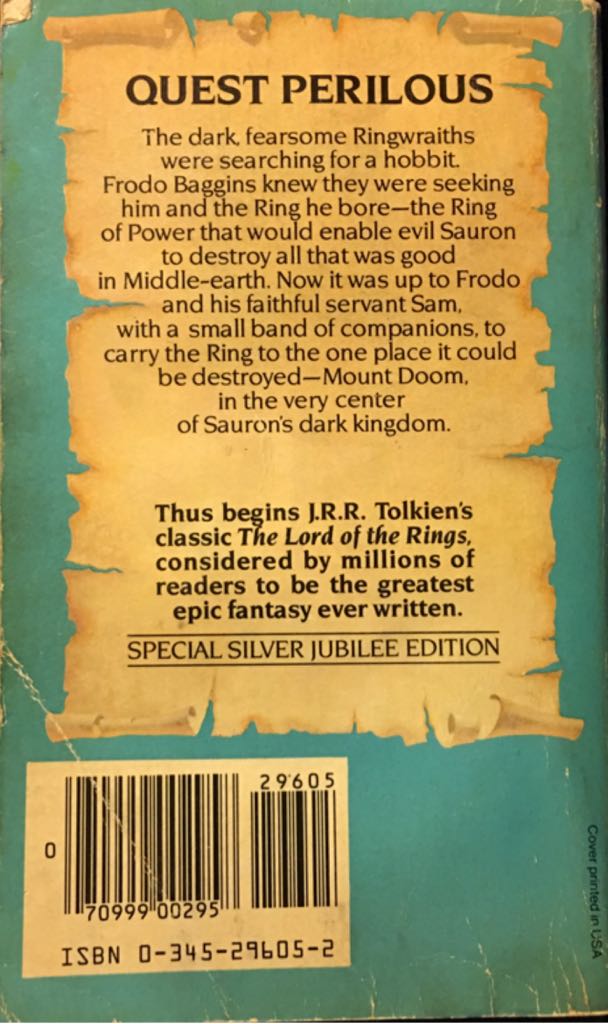 QUEST PERILOUS
The dark, fearsome Ringwraiths
were searching for a hobbit.
Frodo Baggins knew they were seeking
him and the Ring he bore—the Ring
of Power that would enable evil Sauron
to destroy all that was good
in Middle-earth. Now it was up to Frodo
and his faithful servant Sam,
with a small band of companions, to
carry the Ring to the one place it could
be destroyed—Mount Doom,
in the very center
of Sauron's dark kingdom.
Thus begins J.R.R. Tolkien's
classic The Lord of the Rings,
considered by millions of
readers to be the greatest
epic fantasy ever written.
SPECIAL SILVER JUBILEE EDITION
29605
0
70999 00295
ISBN 0-345-29605-2
Cover printed in USA